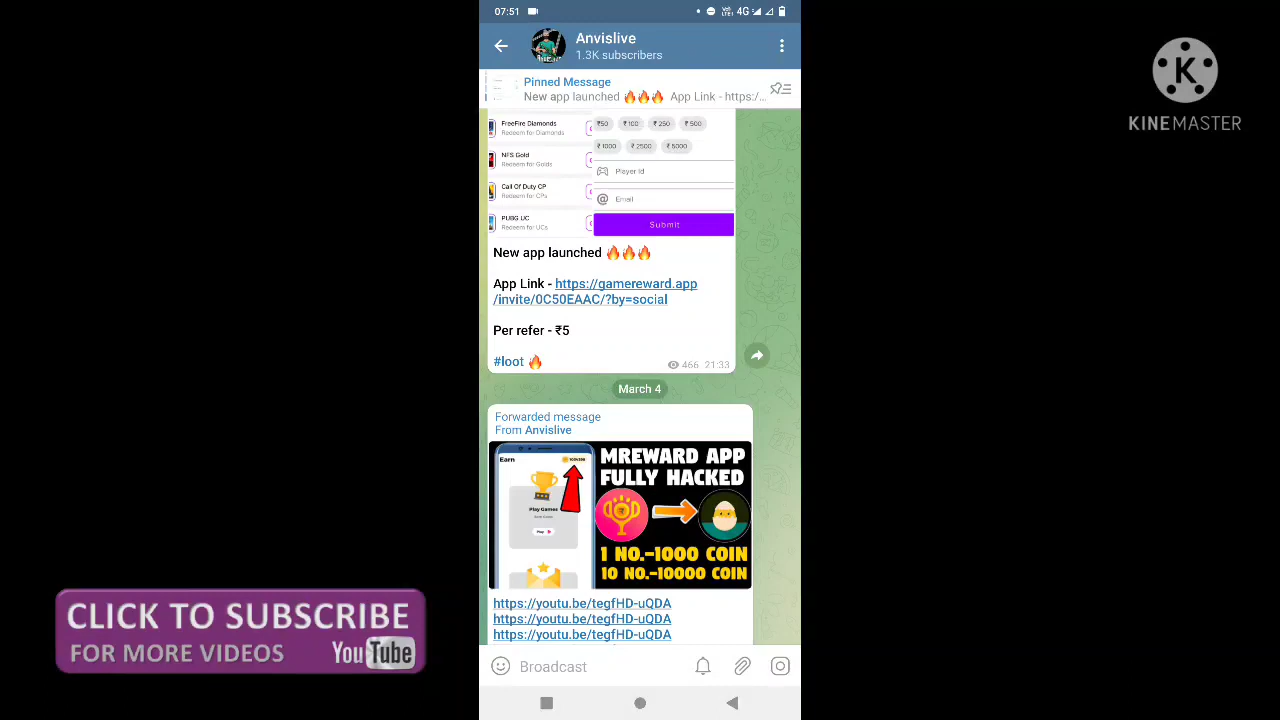 07:51
4G
Anvislive
1.3K subscribers
Pinned Message
New app launched 🔥🔥🔥 App Link - https:/...
FreeFire Diamonds
Redeem for Diamonds
NFS Gold
Redeem for Golds
Call Of Duty CP
Redeem for CPs
PUBG UC
Redeem for UCs
₹50 ₹100 ₹250 ₹500
₹1000 ₹2500 ₹5000
Player Id
Email
Submit
New app launched 🔥🔥🔥
App Link - https://gamereward.app
/invite/0C50EAAC/?by=social
Per refer - ₹5
#loot 🔥
466 21:33
March 4
Forwarded message
From Anvislive
Earn
Play Games
Play
MREWARD APP
FULLY HACKED
1 NO.-1000 COIN
10 NO.-10000 COIN
https://youtu.be/tegfHD-uQDA
https://youtu.be/tegfHD-uQDA
https://youtu.be/tegfHD-uQDA
Broadcast
CLICK TO SUBSCRIBE
FOR MORE VIDEOS YouTube
K
KINEMASTER